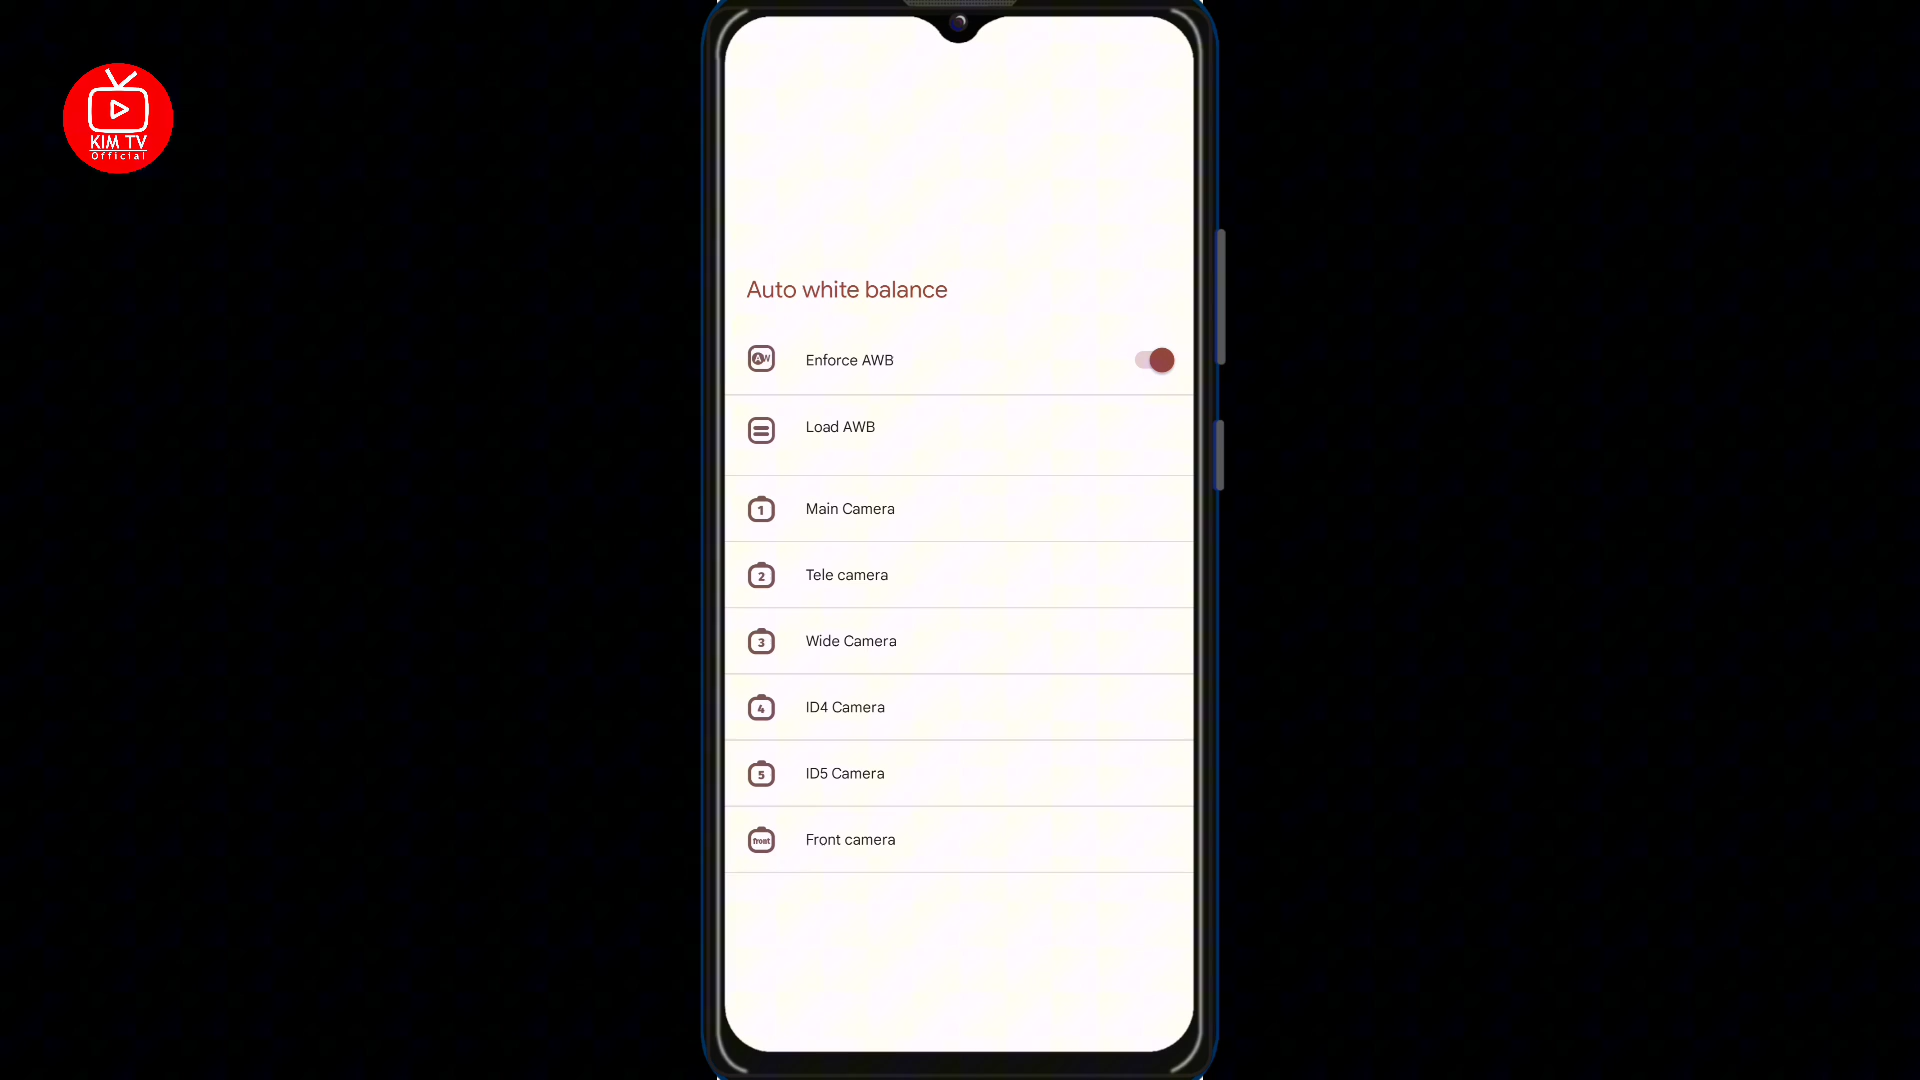 KIM TV
Official
Auto white balance
AW
Enforce AWB
Load AWB
1
Main Camera
2
Tele camera
3
Wide Camera
4
ID4 Camera
5
ID5 Camera
front
Front camera